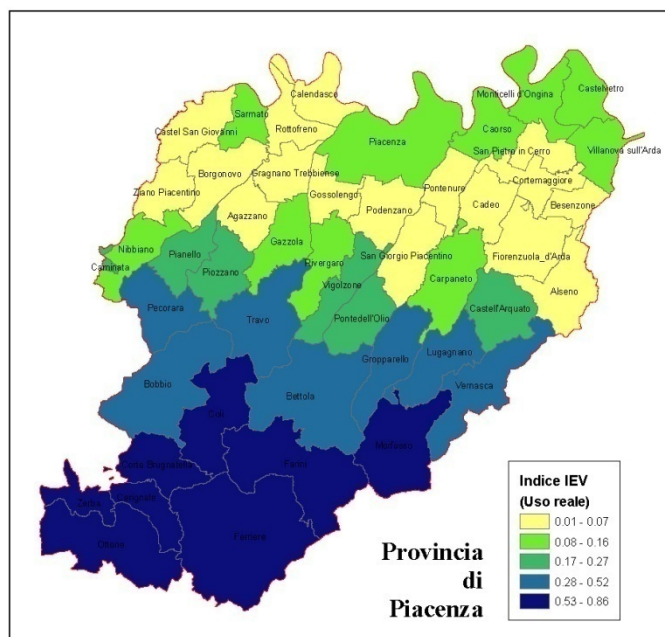 Calendasco
Monticelli d'Ongina
Castelvetro
Sarmato
Castel San Giovanni
Rottofreno
Piacenza
Caorso
San Pietro in Cerro
Villanova sull'Arda
Borgonovo
Gragnano Trebbiense
Cortemaggiore
Ziano Piacentino
Gossolengo
Pontenure
Podenzano
Cadeo
Besenzone
Agazzano
Nibbiano
Pianello
Gazzola
Rivergaro
San Giorgio Piacentino
Fiorenzuola_d'Arda
Caminata
Piozzano
Vigolzone
Carpaneto
Alseno
Pecorara
Travo
Pontedell'Olio
Castell'Arquato
Gropparello
Lugagnano
Vernasca
Bobbio
Bettola
Coli
Morfasso
Corte Brugnatella
Farini
Zerba
Cerignale
Ottone
Ferriere
Indice IEV
(Uso reale)
0.01 - 0.07
0.08 - 0.16
0.17 - 0.27
0.28 - 0.52
0.53 - 0.86
Provincia
di
Piacenza